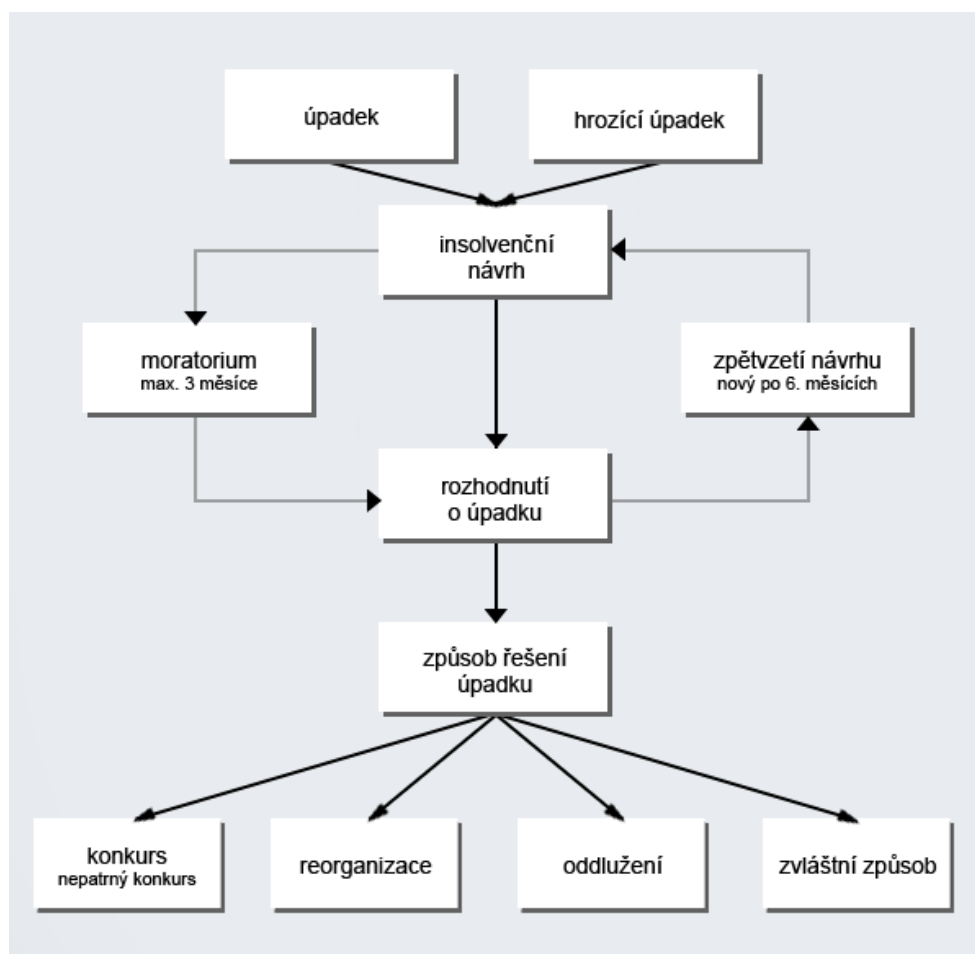 úpadek
hrozící úpadek
insolvenční
návrh
moratorium
max. 3 měsíce
zpětvzetí návrhu
nový po 6. měsících
rozhodnutí
o úpadku
způsob řešení
úpadku
konkurs
nepatrný konkurs
reorganizace
oddlužení
zvláštní způsob